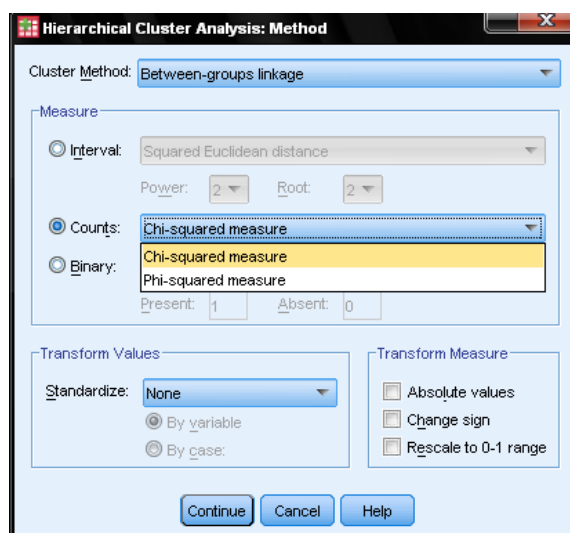 Hierarchical Cluster Analysis: Method
Cluster Method: Between-groups linkage
Measure
Interval: Squared Euclidean distance
Power: 2 Root: 2
Counts: Chi-squared measure
Chi-squared measure
Binary:
Phi-squared measure
Present: 1 Absent: 0
Transform Values
Standardize: None
By variable
By case:
Transform Measure
Absolute values
Change sign
Rescale to 0-1 range
Continue Cancel Help